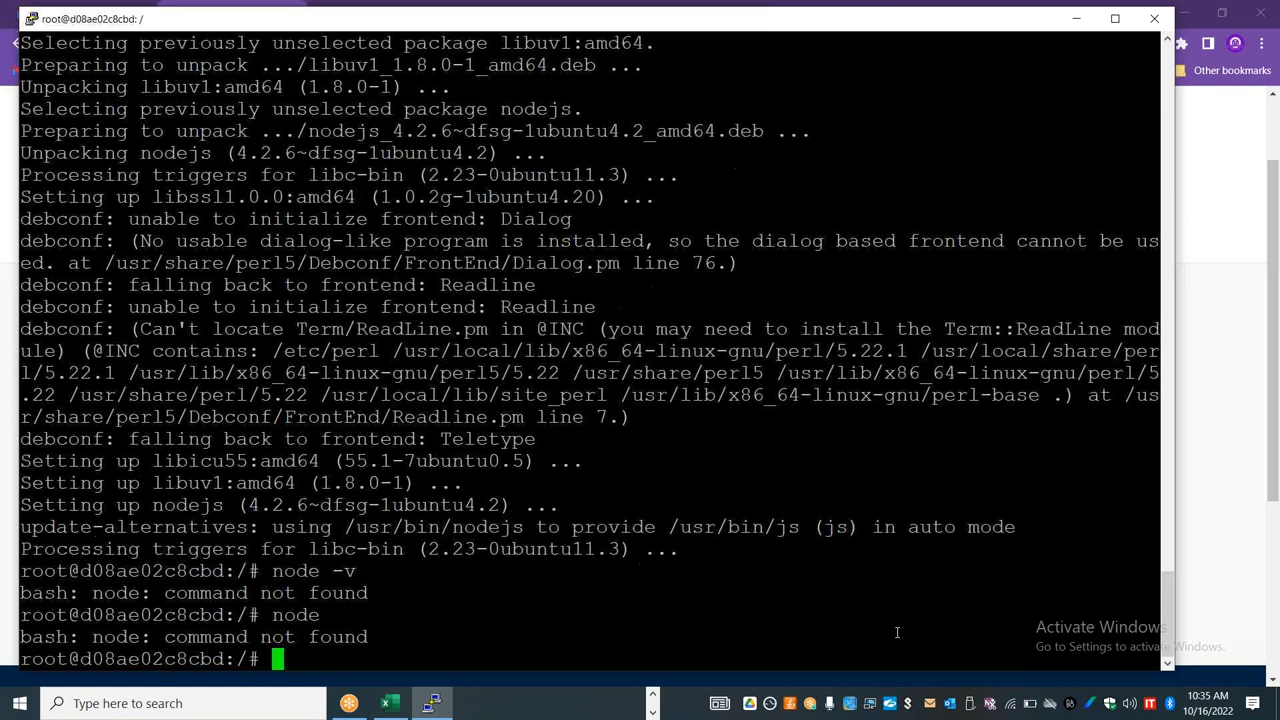 root@d08ae02c8cbd: /
Selecting previously unselected package libuv1:amd64.
Preparing to unpack .../libuv1_1.8.0-1_amd64.deb ...
Unpacking libuv1:amd64 (1.8.0-1) ...
Selecting previously unselected package nodejs.
Preparing to unpack .../nodejs_4.2.6~dfsg-1ubuntu4.2_amd64.deb ...
Unpacking nodejs (4.2.6~dfsg-1ubuntu4.2) ...
Processing triggers for libc-bin (2.23-0ubuntu11.3) ...
Setting up libssl1.0.0:amd64 (1.0.2g-1ubuntu4.20) ...
debconf: unable to initialize frontend: Dialog
debconf: (No usable dialog-like program is installed, so the dialog based frontend cannot be us
ed. at /usr/share/perl5/Debconf/FrontEnd/Dialog.pm line 76.)
debconf: falling back to frontend: Readline
debconf: unable to initialize frontend: Readline
debconf: (Can't locate Term/ReadLine.pm in @INC (you may need to install the Term::ReadLine mod
ule) (@INC contains: /etc/perl /usr/local/lib/x86_64-linux-gnu/perl/5.22.1 /usr/local/share/per
l/5.22.1 /usr/lib/x86_64-linux-gnu/perl5/5.22 /usr/share/perl5 /usr/lib/x86_64-linux-gnu/perl/5
.22 /usr/share/perl/5.22 /usr/local/lib/site_perl /usr/lib/x86_64-linux-gnu/perl-base .) at /us
r/share/perl5/Debconf/FrontEnd/Readline.pm line 7.)
debconf: falling back to frontend: Teletype
Setting up libicu55:amd64 (55.1-7ubuntu0.5) ...
Setting up libuv1:amd64 (1.8.0-1) ...
Setting up nodejs (4.2.6~dfsg-1ubuntu4.2) ...
update-alternatives: using /usr/bin/nodejs to provide /usr/bin/js (js) in auto mode
Processing triggers for libc-bin (2.23-0ubuntu11.3) ...
root@d08ae02c8cbd:/# node -v
bash: node: command not found
root@d08ae02c8cbd:/# node
bash: node: command not found
root@d08ae02c8cbd:/#
Other bookmarks
Activate Windows
Go to Settings to activate Windows.
Type here to search
10:35 AM
10/16/2022